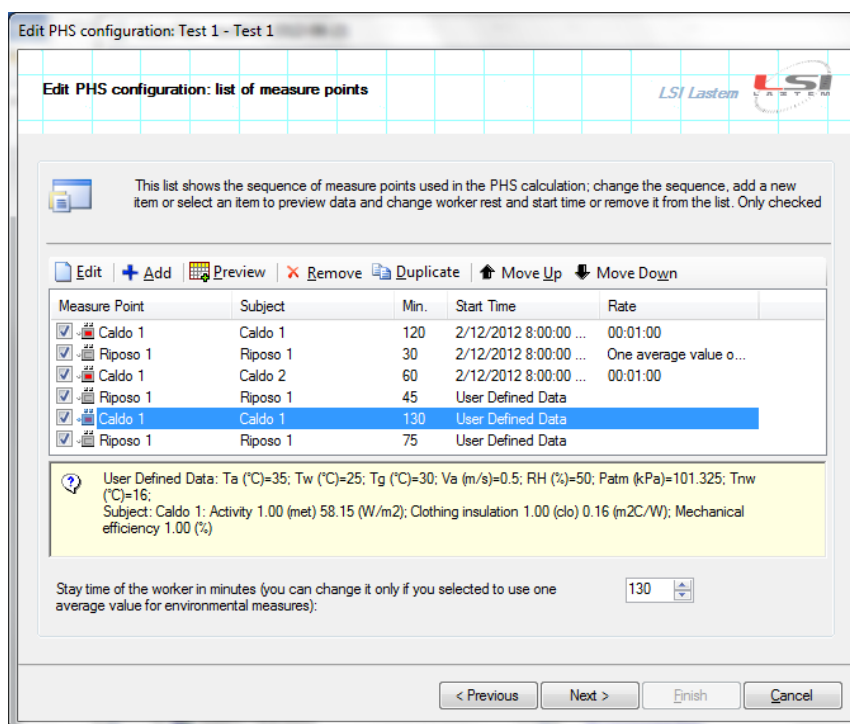 Edit PHS configuration: Test 1 - Test 1
Edit PHS configuration: list of measure points
LSI Lastem
LSI
LASTEM
This list shows the sequence of measure points used in the PHS calculation; change the sequence, add a new
item or select an item to preview data and change worker rest and start time or remove it from the list. Only checked
Edit Add Preview Remove Duplicate Move Up Move Down
Measure Point Subject Min. Start Time Rate
Caldo 1 Caldo 1 120 2/12/2012 8:00:00 ... 00:01:00
Riposo 1 Riposo 1 30 2/12/2012 8:00:00 ... One average value o...
Caldo 1 Caldo 2 60 2/12/2012 8:00:00 ... 00:01:00
Riposo 1 Riposo 1 45 User Defined Data
Caldo 1 Caldo 1 130 User Defined Data
Riposo 1 Riposo 1 75 User Defined Data
User Defined Data: Ta (°C)=35; Tw (°C)=25; Tg (°C)=30; Va (m/s)=0.5; RH (%)=50; Patm (kPa)=101.325; Tnw
(°C)=16;
Subject: Caldo 1: Activity 1.00 (met) 58.15 (W/m2); Clothing insulation 1.00 (clo) 0.16 (m2C/W); Mechanical
efficiency 1.00 (%)
Stay time of the worker in minutes (you can change it only if you selected to use one
average value for environmental measures):
130
< Previous Next > Finish Cancel